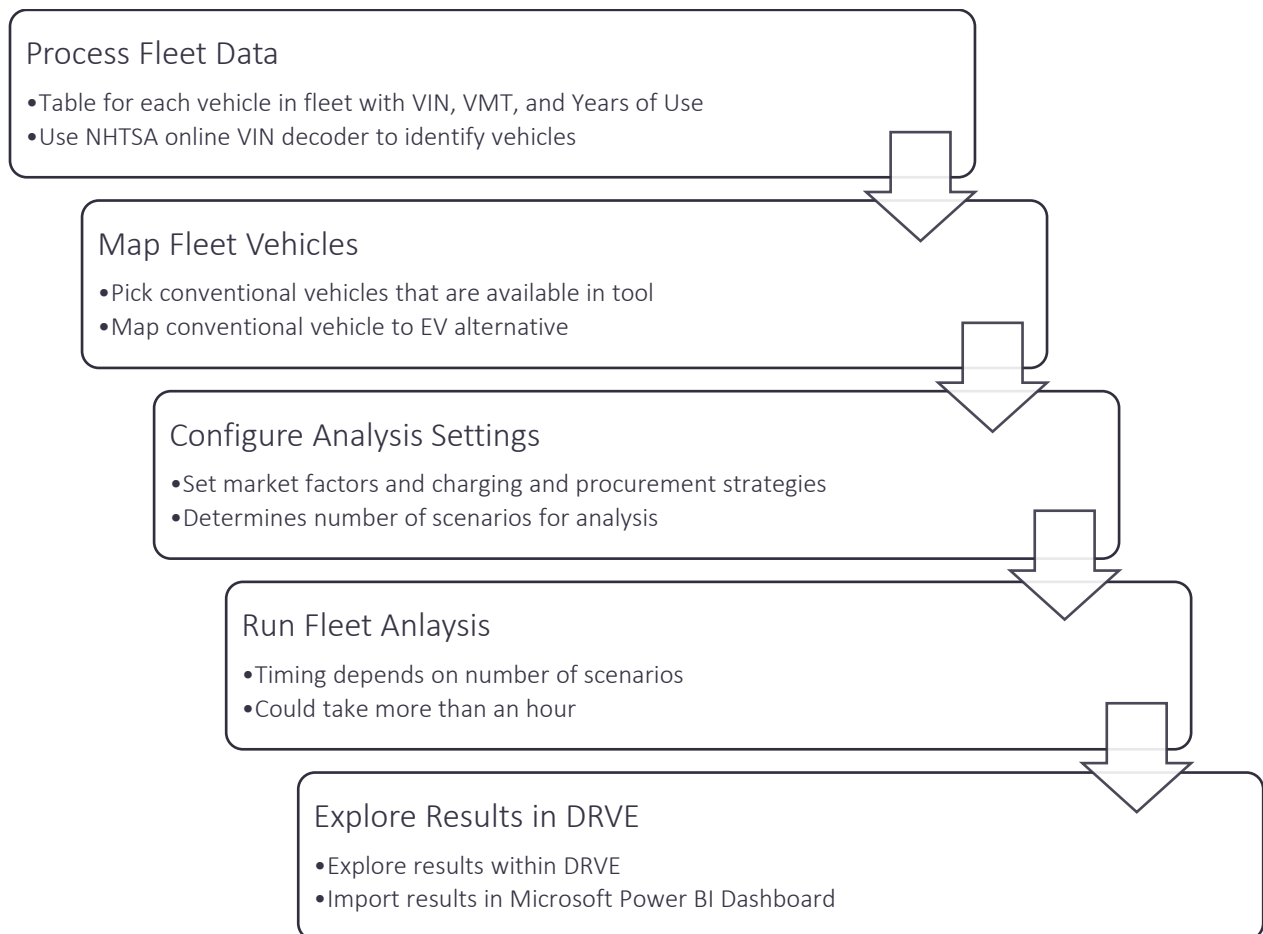 Process Fleet Data
•Table for each vehicle in fleet with VIN, VMT, and Years of Use
•Use NHTSA online VIN decoder to identify vehicles
Map Fleet Vehicles
•Pick conventional vehicles that are available in tool
•Map conventional vehicle to EV alternative
Configure Analysis Settings
•Set market factors and charging and procurement strategies
•Determines number of scenarios for analysis
Run Fleet Anlaysis
•Timing depends on number of scenarios
•Could take more than an hour
Explore Results in DRVE
•Explore results within DRVE
•Import results in Microsoft Power BI Dashboard